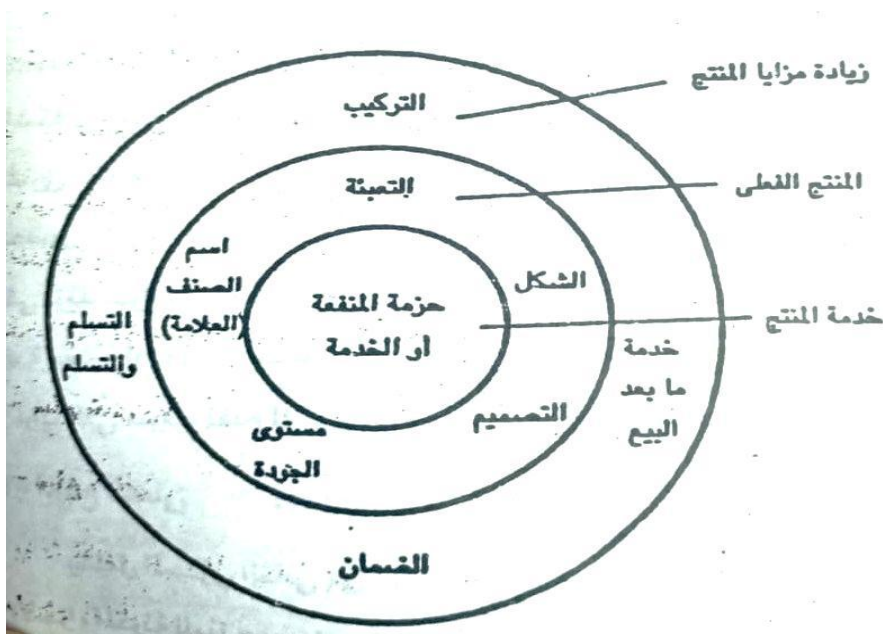 زيادة مزايا المنتج
التركيب
المنتج الفعلى
التعبئة
اسم
الصنف
(العلامة)
الشكل
حزمة المنفعة
أو الخدمة
خدمة المنتج
التسلم
والتسلم
خدمة
ما بعد
البيع
التصميم
مستوى
الجودة
الضمان